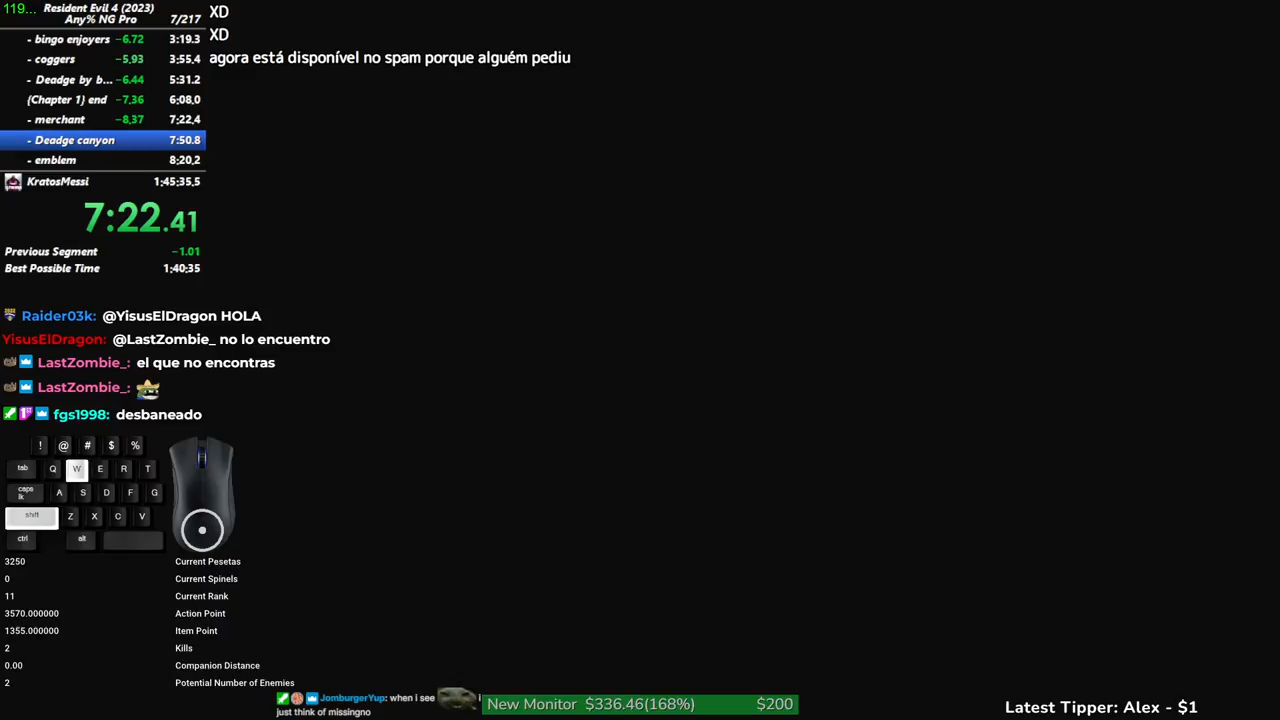 119...
Resident Evil 4 (2023)
Any% NG Pro 7/217
- bingo enjoyers -6.72 3:19.3
- coggers -5.93 3:55.4
- Deadge by b... -6.44 5:31.2
{Chapter 1} end -7.36 6:08.0
- merchant -8.37 7:22.4
- Deadge canyon 7:50.8
- emblem 8:20.2
KratosMessi 1:45:35.5
7:22.41
Previous Segment -1.01
Best Possible Time 1:40:35
XD
XD
agora está disponível no spam porque alguém pediu
Raider03k: @YisusElDragon HOLA
YisusElDragon: @LastZombie_ no lo encuentro
LastZombie_: el que no encontras
LastZombie_:
fgs1998: desbaneado
! @ # $ %
tab Q W E R T
caps lk A S D F G
shift Z X C V
ctrl alt
3250 Current Pesetas
0 Current Spinels
11 Current Rank
3570.000000 Action Point
1355.000000 Item Point
2 Kills
0.00 Companion Distance
2 Potential Number of Enemies
JomburgerYup: when i see i
just think of missingno
New Monitor $336.46(168%) $200
Latest Tipper: Alex - $1